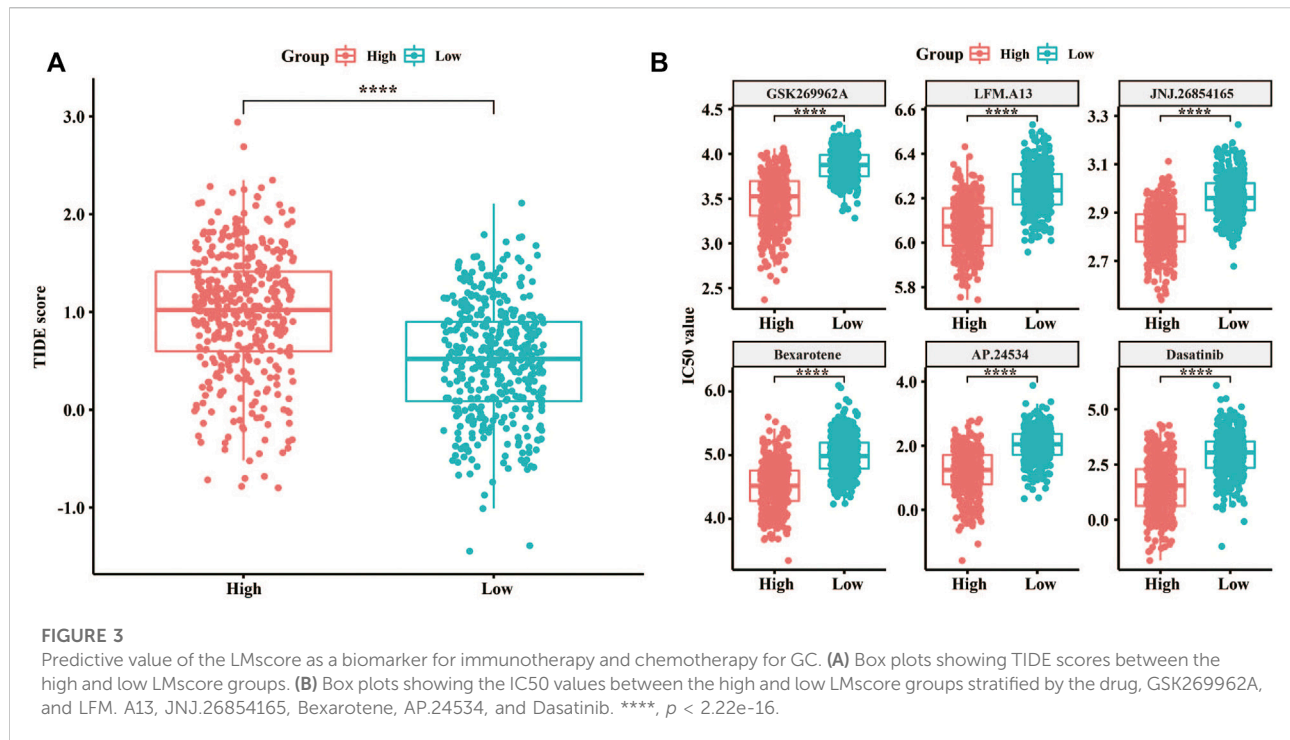 A
Group High Low
****
TIDE score
3.0
2.0
1.0
0.0
-1.0
High Low
B
Group High Low
IC50 value
GSK269962A
****
4.5
4.0
3.5
3.0
2.5
High Low
LFM.A13
****
6.6
6.4
6.2
6.0
5.8
High Low
JNJ.26854165
****
3.3
3.1
2.9
2.7
High Low
Bexarotene
****
6.0
5.0
4.0
High Low
AP.24534
****
4.0
2.0
0.0
High Low
Dasatinib
****
5.0
2.5
0.0
High Low
FIGURE 3
Predictive value of the LMscore as a biomarker for immunotherapy and chemotherapy for GC. (A) Box plots showing TIDE scores between the
high and low LMscore groups. (B) Box plots showing the IC50 values between the high and low LMscore groups stratified by the drug, GSK269962A,
and LFM. A13, JNJ.26854165, Bexarotene, AP.24534, and Dasatinib. ****, p < 2.22e-16.